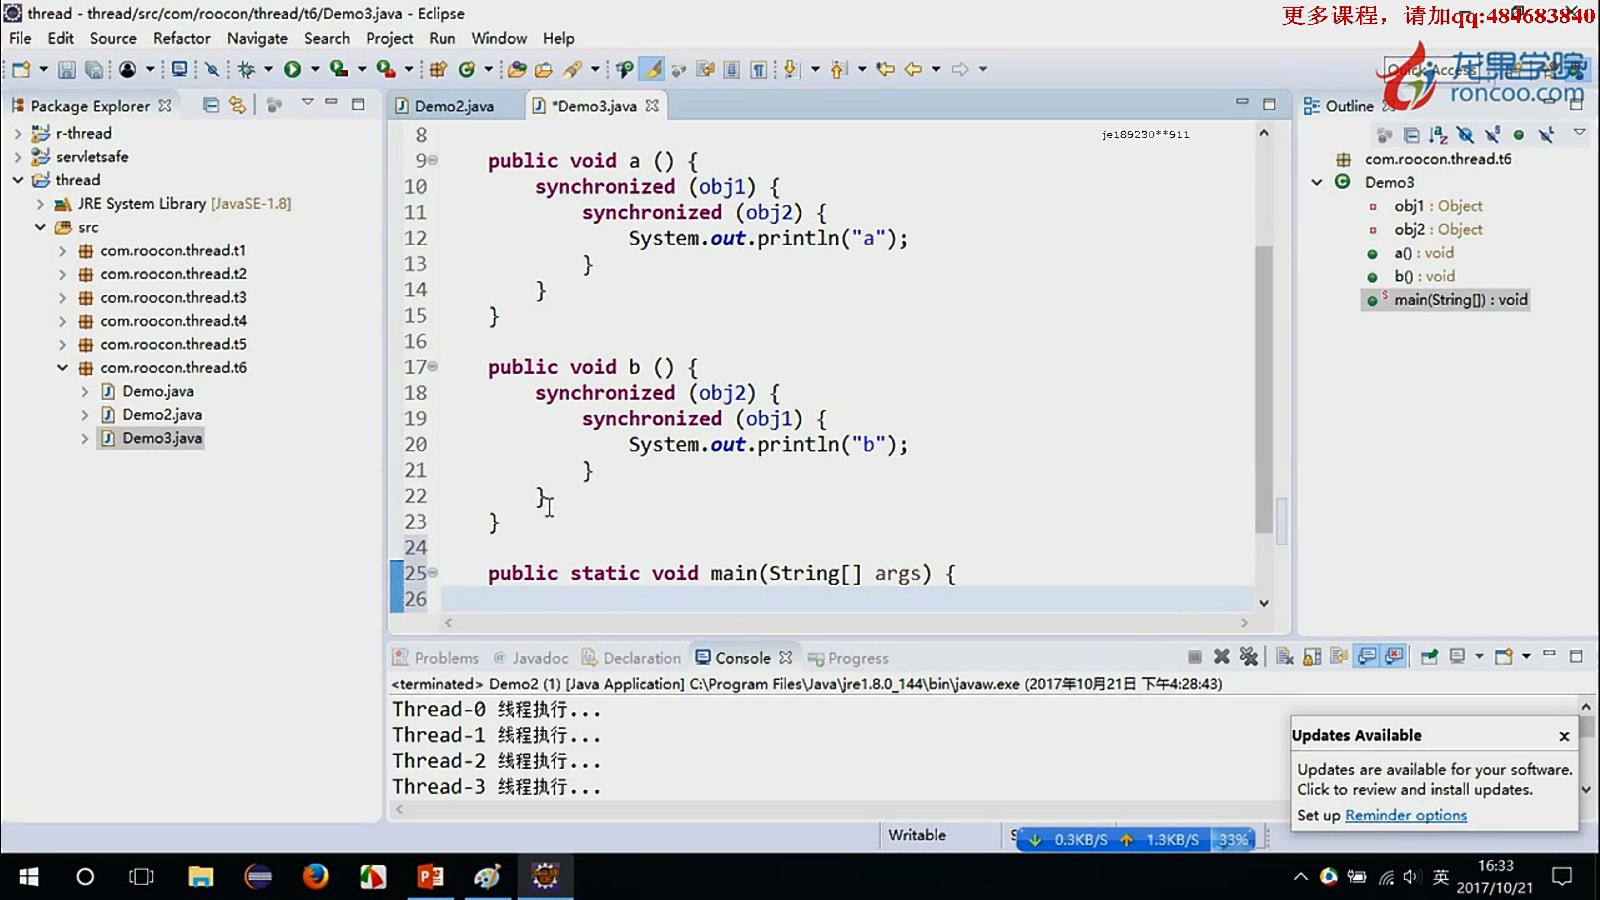 thread - thread/src/com/roocon/thread/t6/Demo3.java - Eclipse
更多课程，请加qq:484683840
File Edit Source Refactor Navigate Search Project Run Window Help
龙果学院
roncoo.com
Quick Access
Package Explorer
Demo2.java
*Demo3.java
Outline
r-thread
servletsafe
thread
JRE System Library [JavaSE-1.8]
src
com.roocon.thread.t1
com.roocon.thread.t2
com.roocon.thread.t3
com.roocon.thread.t4
com.roocon.thread.t5
com.roocon.thread.t6
Demo.java
Demo2.java
Demo3.java
je189230**911
8
9 public void a () {
10 synchronized (obj1) {
11 synchronized (obj2) {
12 System.out.println("a");
13 }
14 }
15 }
16
17 public void b () {
18 synchronized (obj2) {
19 synchronized (obj1) {
20 System.out.println("b");
21 }
22 }
23 }
24
25 public static void main(String[] args) {
26
com.roocon.thread.t6
Demo3
obj1 : Object
obj2 : Object
a() : void
b() : void
main(String[]) : void
Problems @ Javadoc Declaration Console Progress
<terminated> Demo2 (1) [Java Application] C:\Program Files\Java\jre1.8.0_144\bin\javaw.exe (2017年10月21日 下午4:28:43)
Thread-0 线程执行...
Thread-1 线程执行...
Thread-2 线程执行...
Thread-3 线程执行...
Updates Available
Updates are available for your software.
Click to review and install updates.
Set up Reminder options
Writable
0.3KB/S 1.3KB/S 33%
英
16:33
2017/10/21